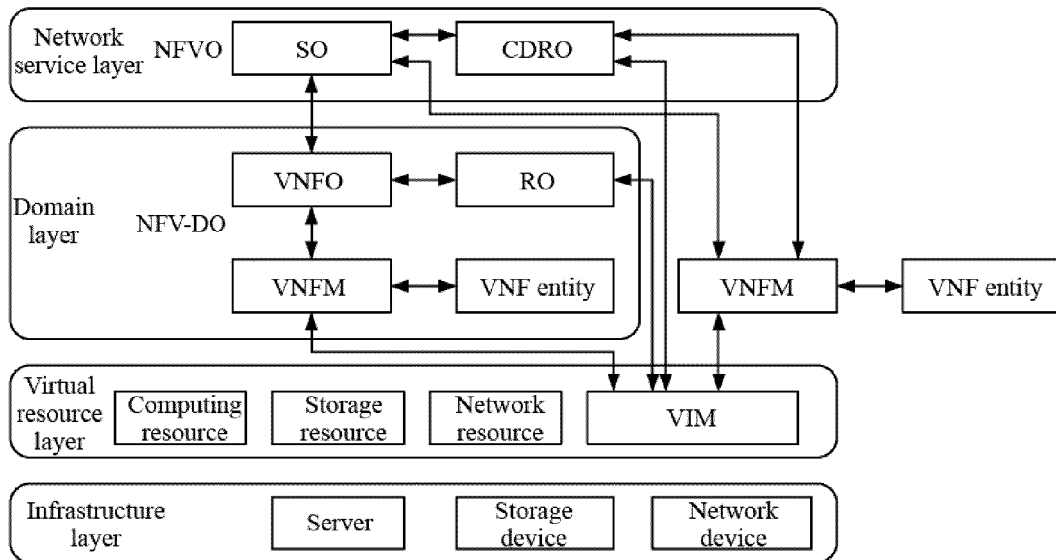 Network
service layer
NFVO
SO
CDRO
Domain
layer
NFV-DO
VNFO
RO
VNFM
VNF entity
VNFM
VNF entity
Virtual
resource
layer
Computing
resource
Storage
resource
Network
resource
VIM
Infrastructure
layer
Server
Storage
device
Network
device